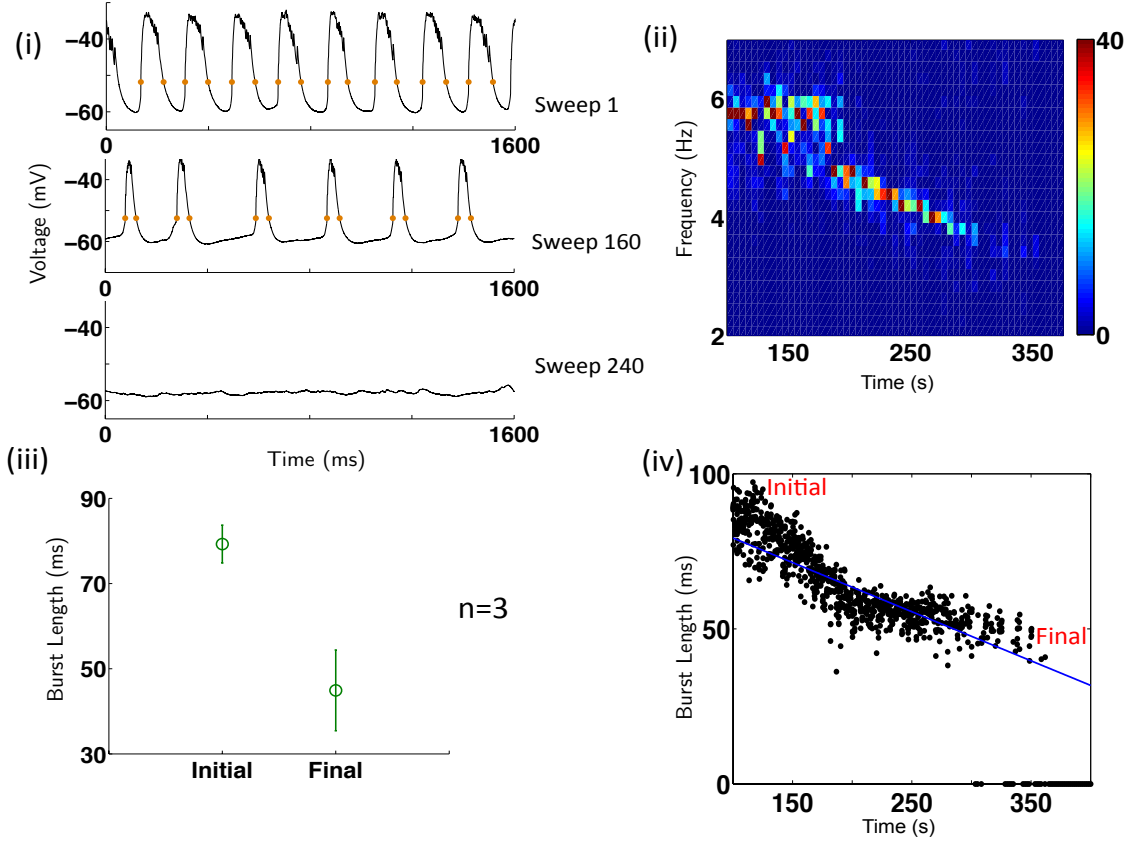 (i)
−40
−60
0
1600
Sweep 1
−40
−60
0
1600
Sweep 160
−40
−60
0
1600
Sweep 240
Voltage (mV)
Time (ms)
(ii)
6
4
2
Frequency (Hz)
150
250
350
Time (s)
40
0
(iii)
90
70
50
30
Burst Length (ms)
Initial
Final
n=3
(iv)
100
50
0
Burst Length (ms)
Initial
Final
150
250
350
Time (s)